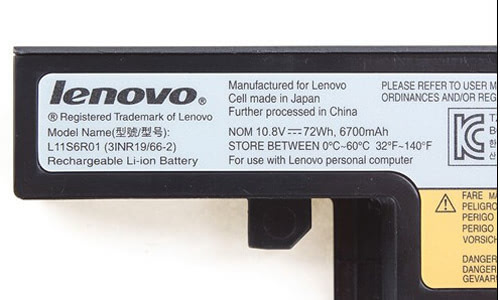 lenovo®
® Registered Trademark of Lenovo
Model Name(型號/型号):
L11S6R01 (3INR19/66-2)
Rechargeable Li-ion Battery
Manufactured for Lenovo
Cell made in Japan
Further processed in China
NOM 10.8V⎓72Wh, 6700mAh
STORE BETWEEN 0°C~60°C 32°F~140°F
For use with Lenovo personal computer
PLEASE REFER TO USER
ORDINANCES AND/OR
KC
FARE
PELIGRO
PERIGO
PERIGO
VORSICH
DANGER
DANGER
GEVAAR